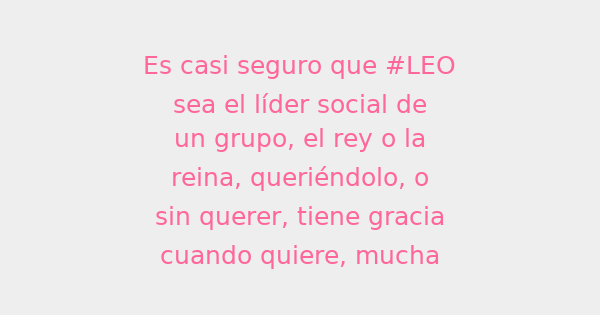 Es casi seguro que #LEO
sea el líder social de
un grupo, el rey o la
reina, queriéndolo, o
sin querer, tiene gracia
cuando quiere, mucha